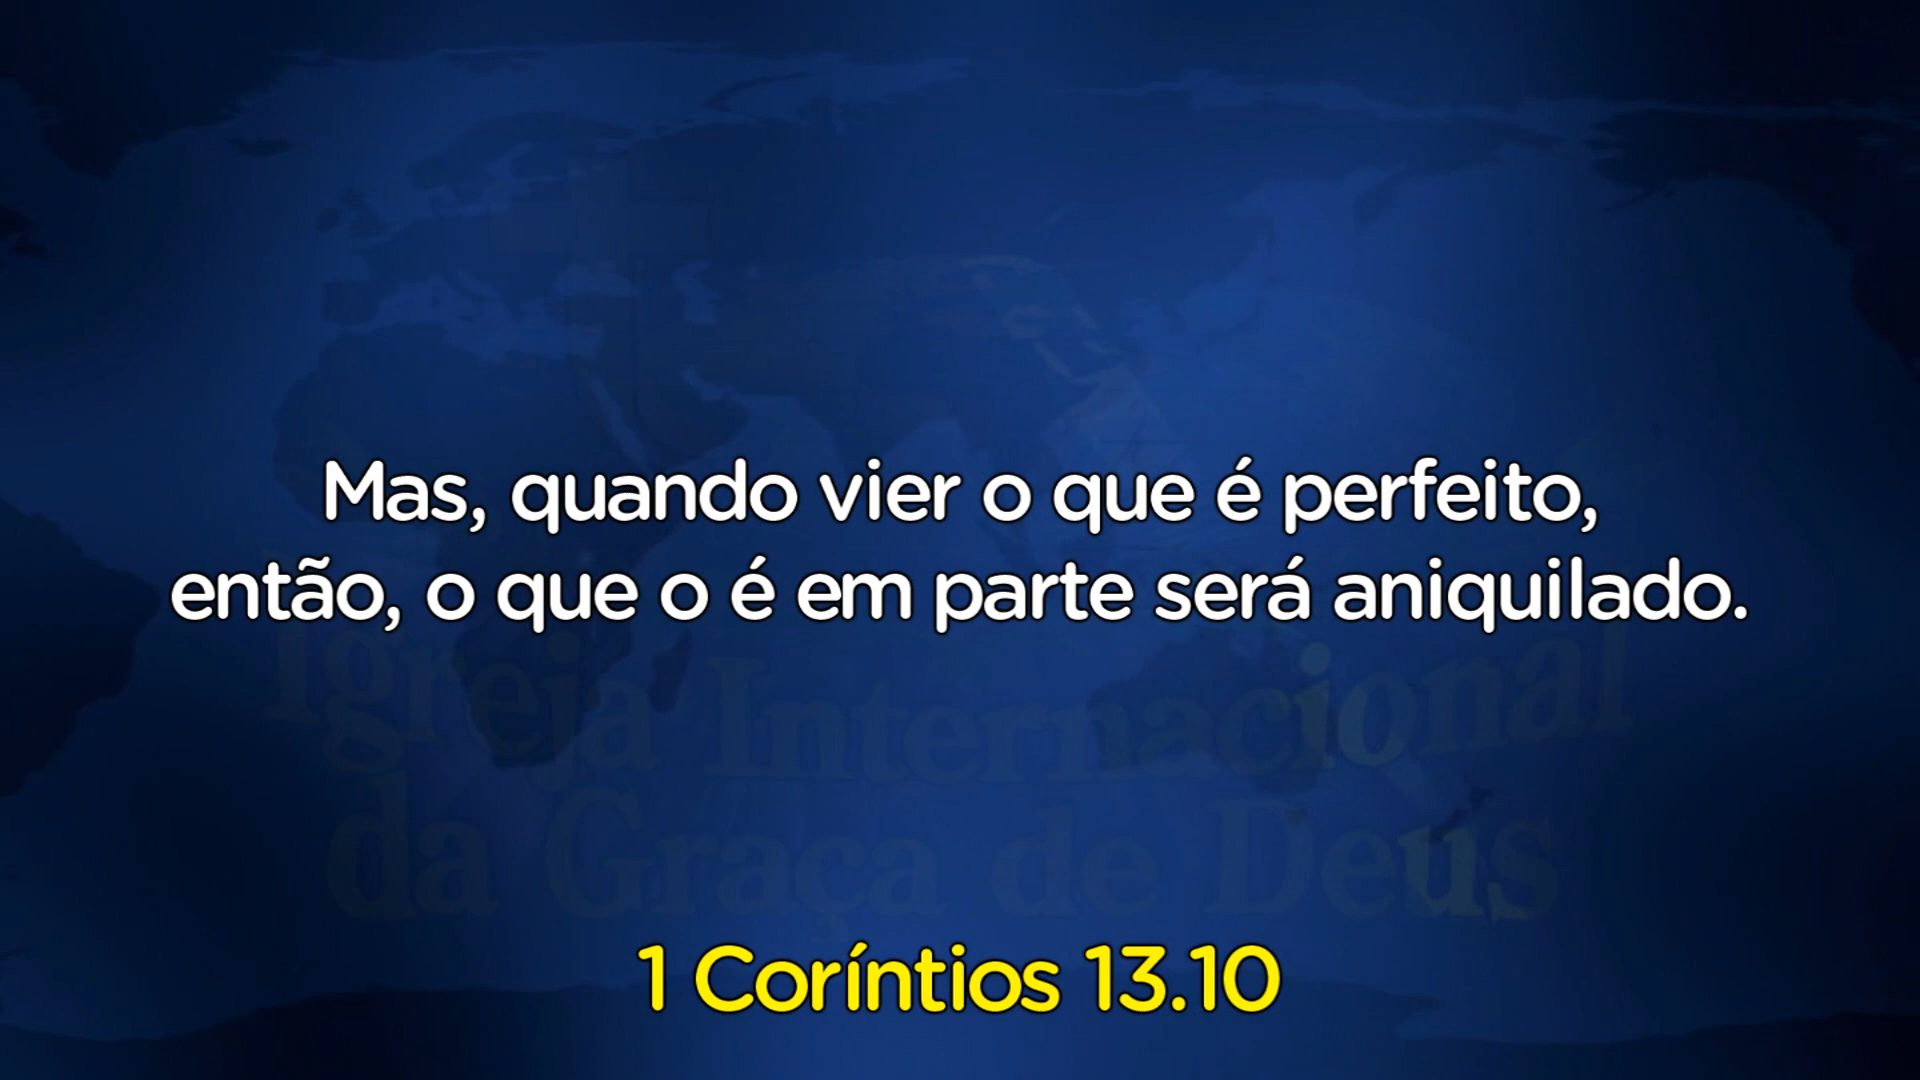 Mas, quando vier o que é perfeito,
então, o que o é em parte será aniquilado.
Igreja Internacional
da Graça de Deus
1 Coríntios 13.10